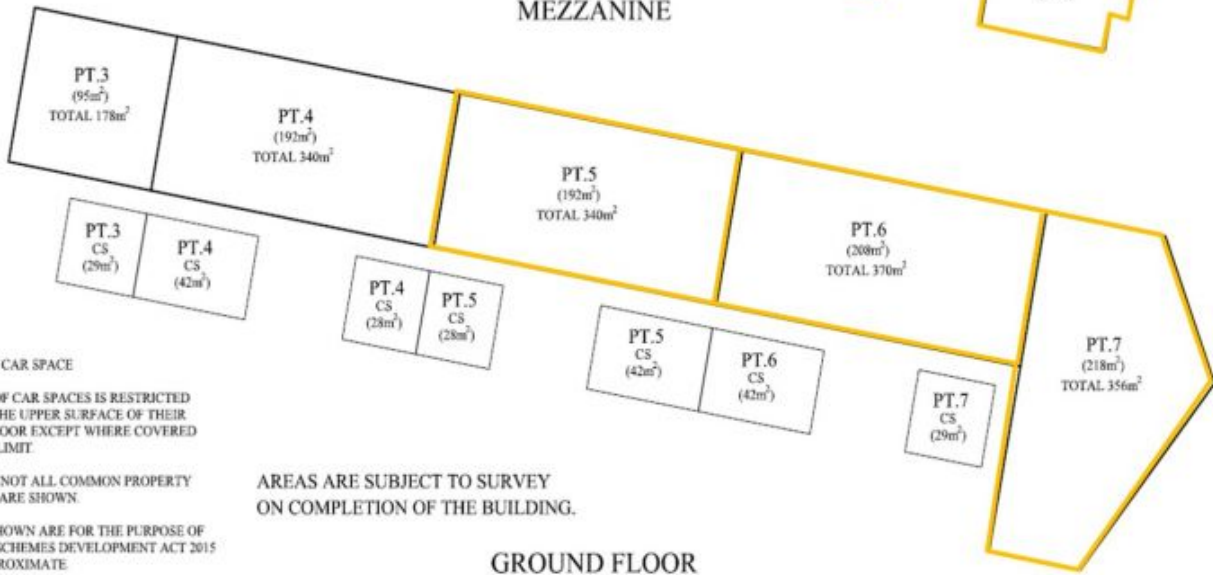 MEZZANINE
PT.3
(95m²)
TOTAL 178m²
PT.4
(192m²)
TOTAL 340m²
PT.5
(192m²)
TOTAL 340m²
PT.6
(208m²)
TOTAL 370m²
PT.7
(218m²)
TOTAL 356m²
PT.3
CS
(29m²)
PT.4
CS
(42m²)
PT.4
CS
(28m²)
PT.5
CS
(28m²)
PT.5
CS
(42m²)
PT.6
CS
(42m²)
PT.7
CS
(29m²)
CAR SPACE
OF CAR SPACES IS RESTRICTED
HE UPPER SURFACE OF THEIR
OOR EXCEPT WHERE COVERED
LIMIT.
NOT ALL COMMON PROPERTY
ARE SHOWN.
HOWN ARE FOR THE PURPOSE OF
SCHEMES DEVELOPMENT ACT 2015
ROXIMATE
AREAS ARE SUBJECT TO SURVEY
ON COMPLETION OF THE BUILDING.
GROUND FLOOR